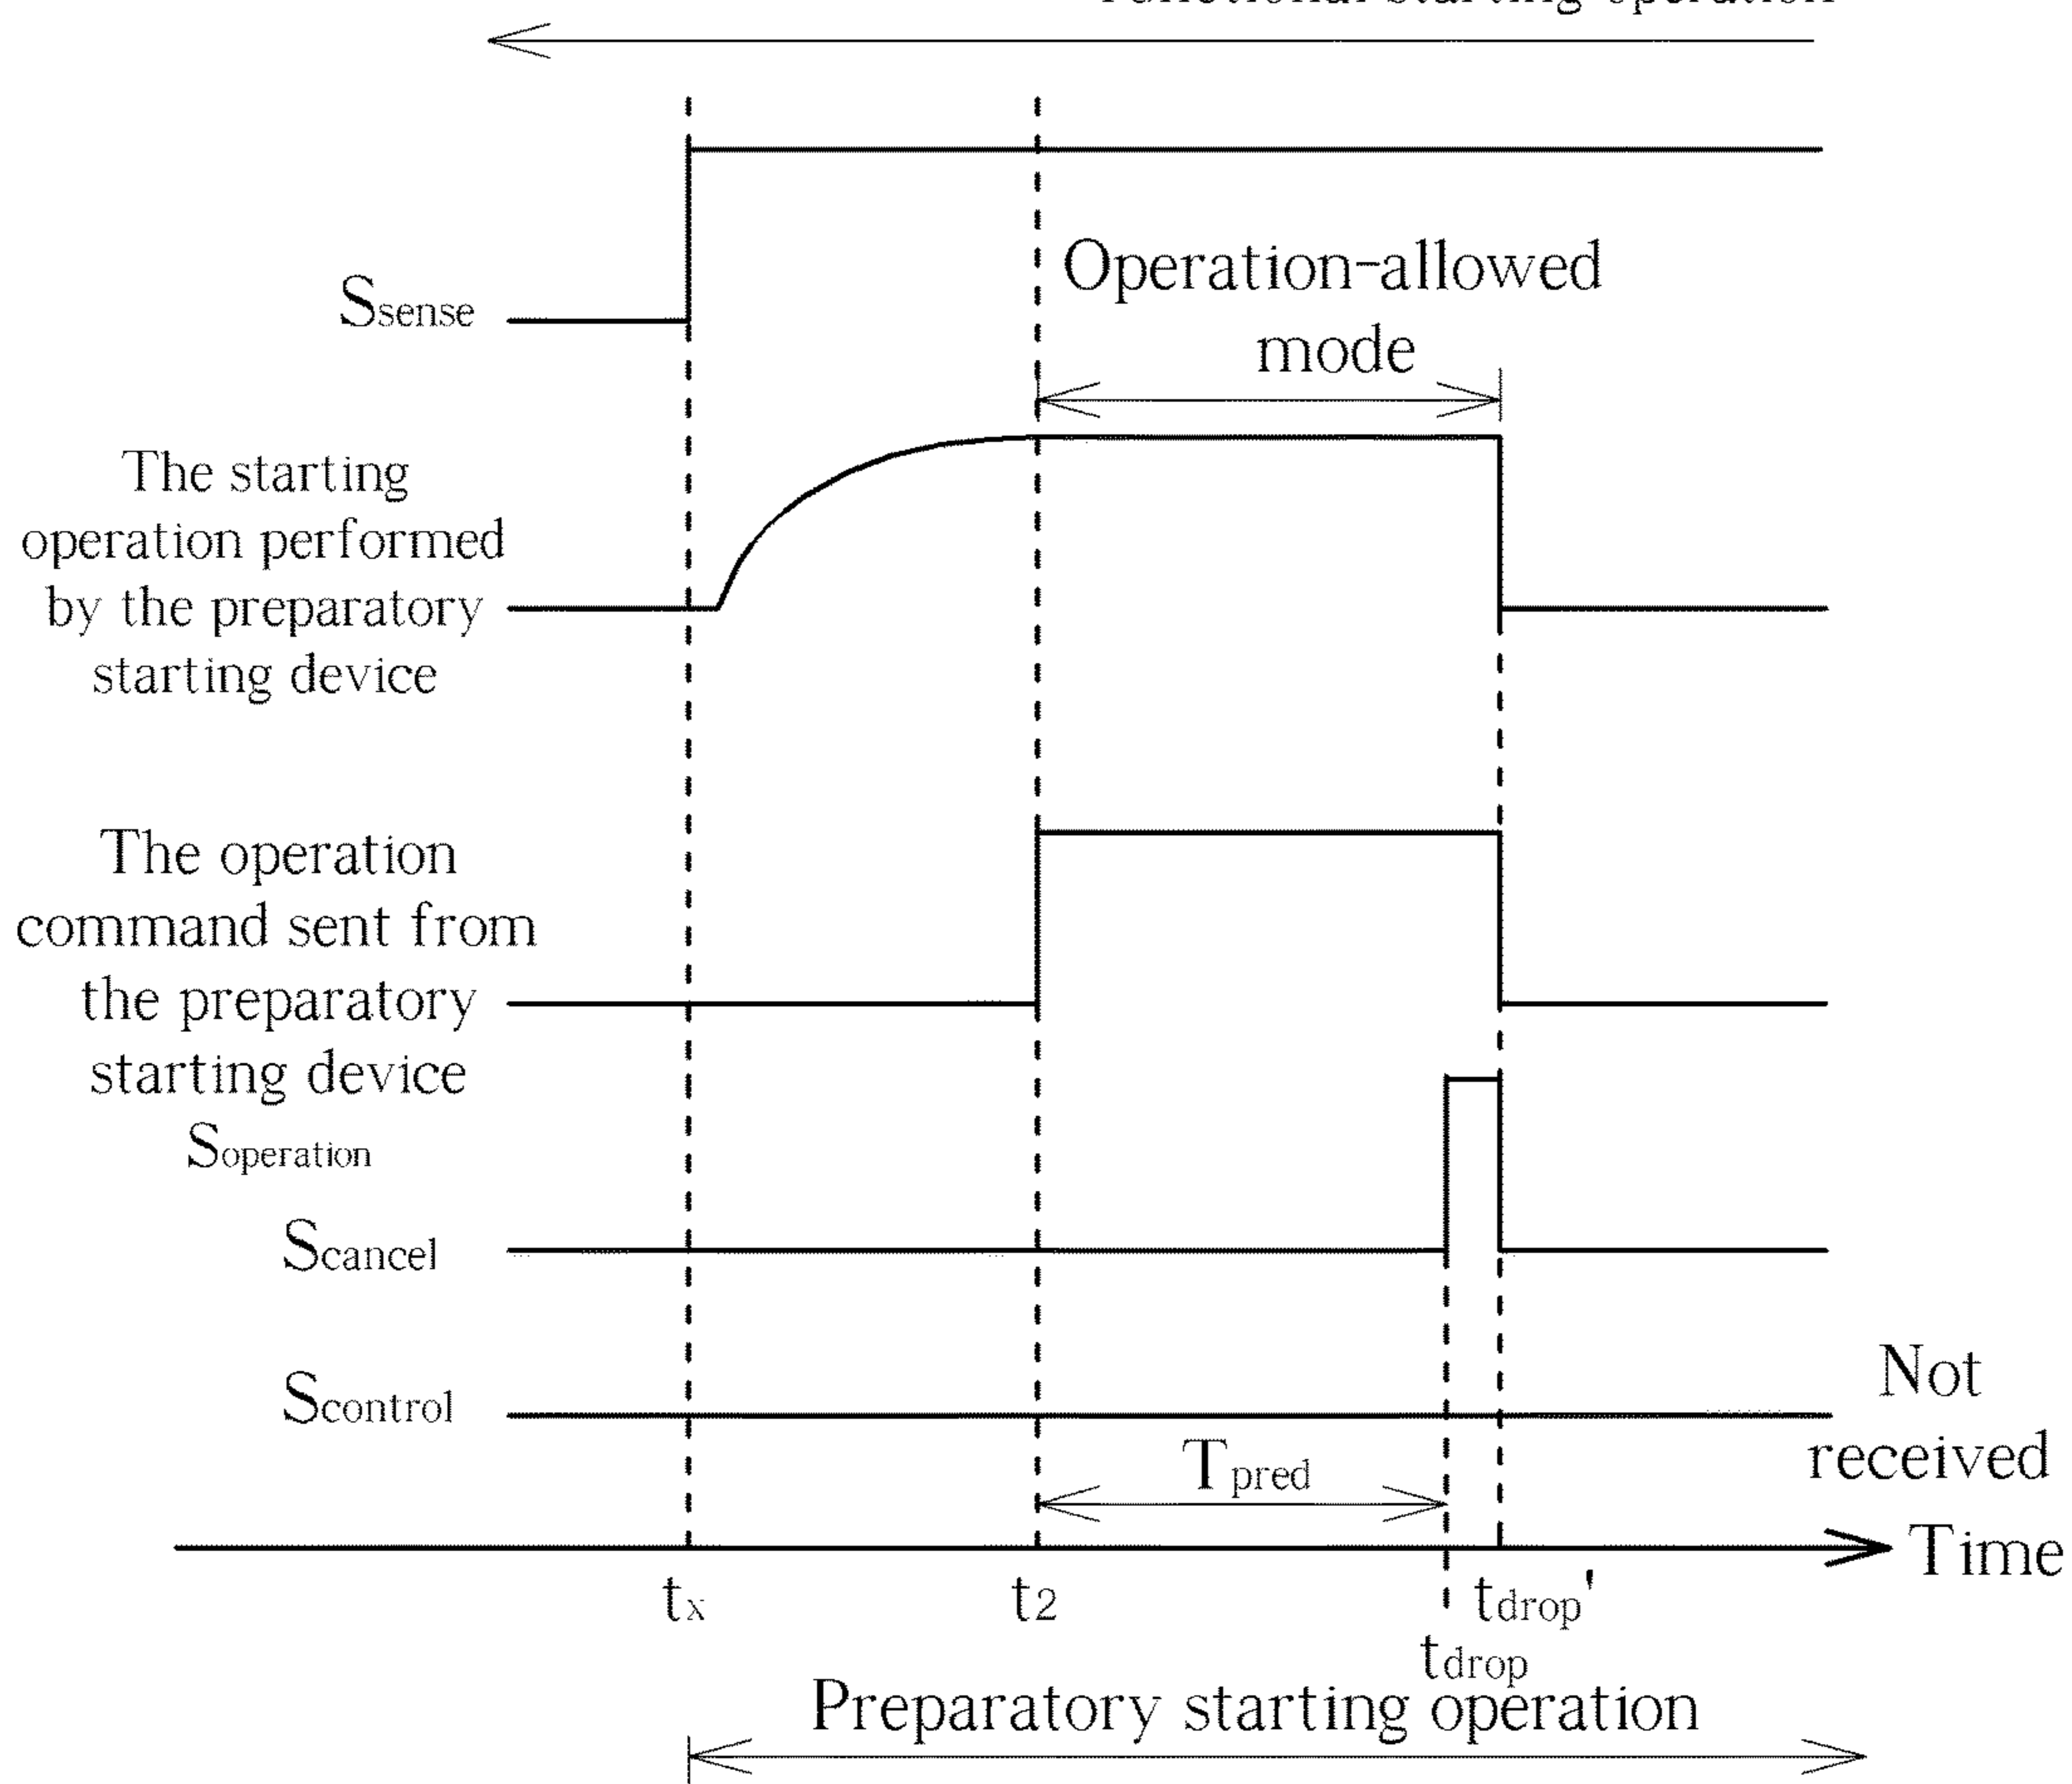 Ssense
Operation-allowed
mode
The starting
operation performed
by the preparatory
starting device
The operation
command sent from
the preparatory
starting device
Soperation
Scancel
Scontrol
Not
received
Tpred
Time
tx
t2
tdrop'
tdrop
Preparatory starting operation